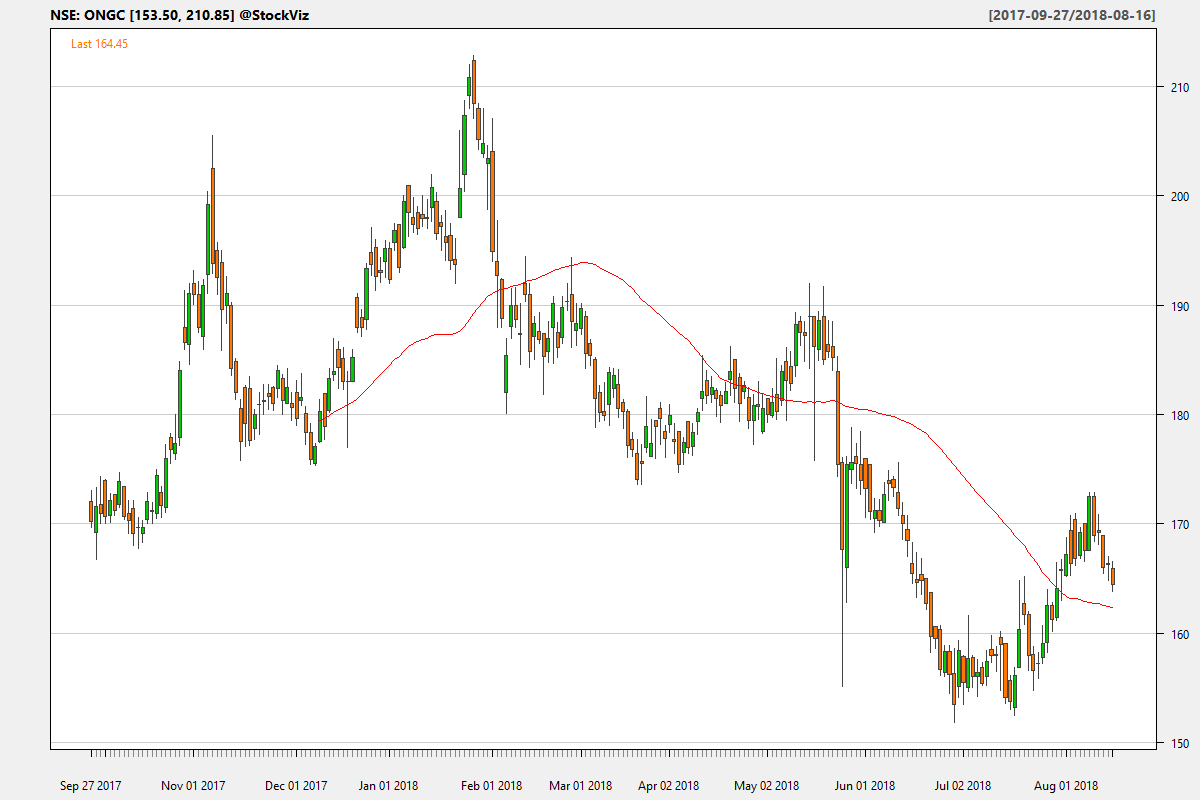 NSE: ONGC [153.50, 210.85] @StockViz
[2017-09-27/2018-08-16]
Last 164.45
210
200
190
180
170
160
150
Sep 27 2017
Nov 01 2017
Dec 01 2017
Jan 01 2018
Feb 01 2018
Mar 01 2018
Apr 02 2018
May 02 2018
Jun 01 2018
Jul 02 2018
Aug 01 2018